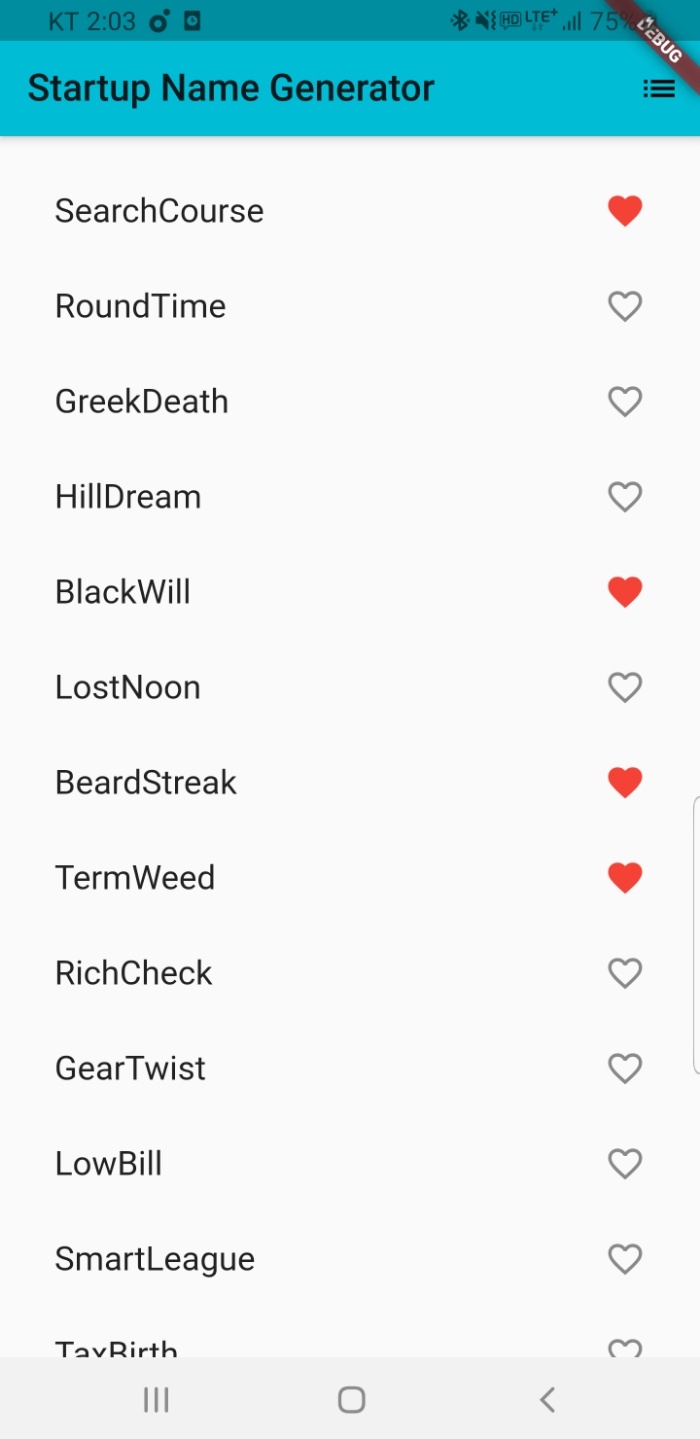 KT 2:03
HD LTE+ 75%
DEBUG
Startup Name Generator
SearchCourse
RoundTime
GreekDeath
HillDream
BlackWill
LostNoon
BeardStreak
TermWeed
RichCheck
GearTwist
LowBill
SmartLeague
TaxBirth